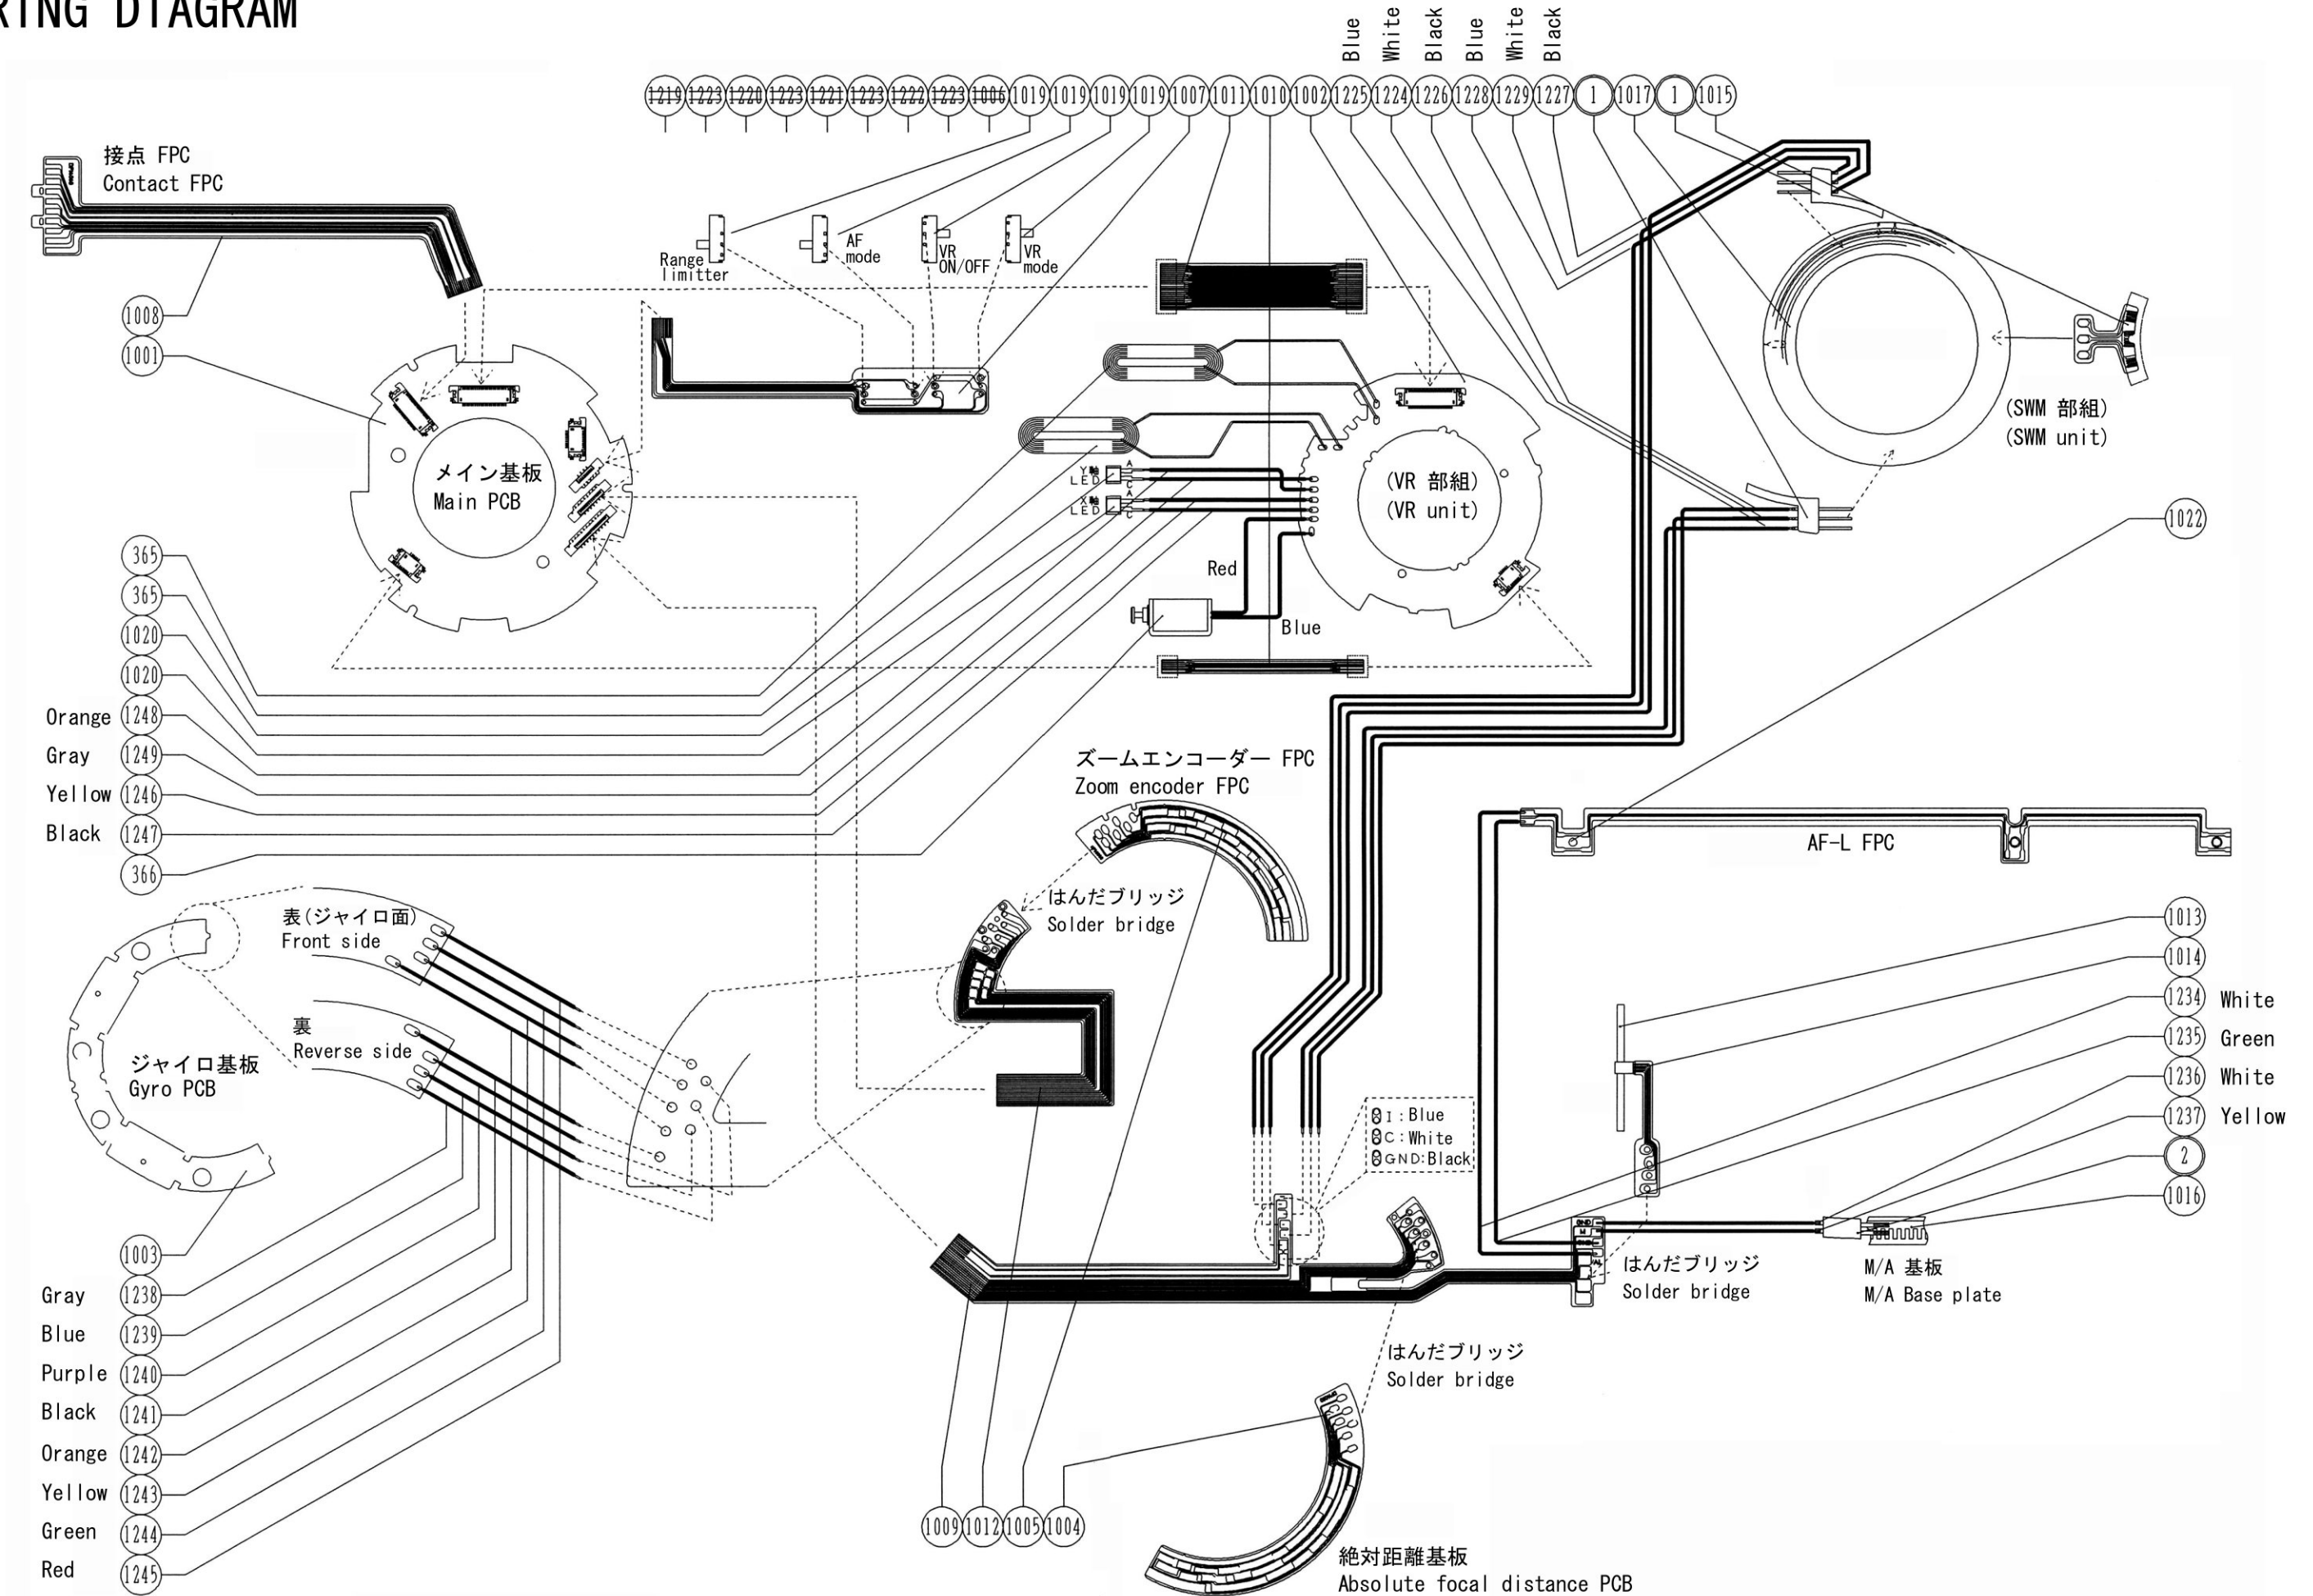 RING DIAGRAM
Blue
White
Black
Blue
White
Black
1219 1223 1220 1223 1221 1223 1222 1223 1006 1019 1019 1019 1019 1007 1011 1010 1002 1225 1224 1226 1228 1229 1227 1 1017 1 1015
接点 FPC
Contact FPC
Range
limitter
AF
mode
VR
ON/OFF
VR
mode
1008
1001
メイン基板
Main PCB
Y軸
LED
A
C
X軸
LED
A
C
(VR 部組)
(VR unit)
(SWM 部組)
(SWM unit)
Red
Blue
1022
365
365
1020
1020
Orange 1248
Gray 1249
Yellow 1246
Black 1247
366
ズームエンコーダー FPC
Zoom encoder FPC
AF-L FPC
はんだブリッジ
Solder bridge
表(ジャイロ面)
Front side
裏
Reverse side
ジャイロ基板
Gyro PCB
1013
1014
1234 White
1235 Green
1236 White
1237 Yellow
2
1016
I:Blue
C:White
GND:Black
GND
M
はんだブリッジ
Solder bridge
M/A 基板
M/A Base plate
1003
Gray 1238
Blue 1239
Purple 1240
Black 1241
Orange 1242
Yellow 1243
Green 1244
Red 1245
はんだブリッジ
Solder bridge
1009 1012 1005 1004
絶対距離基板
Absolute focal distance PCB